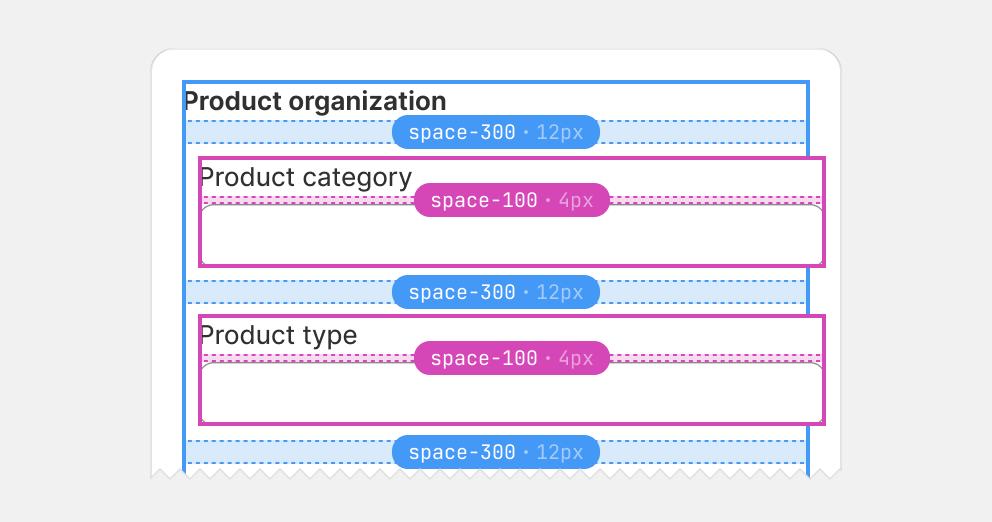 Product organization
space-300 · 12px
Product category
space-100 · 4px
space-300 · 12px
Product type
space-100 · 4px
space-300 · 12px